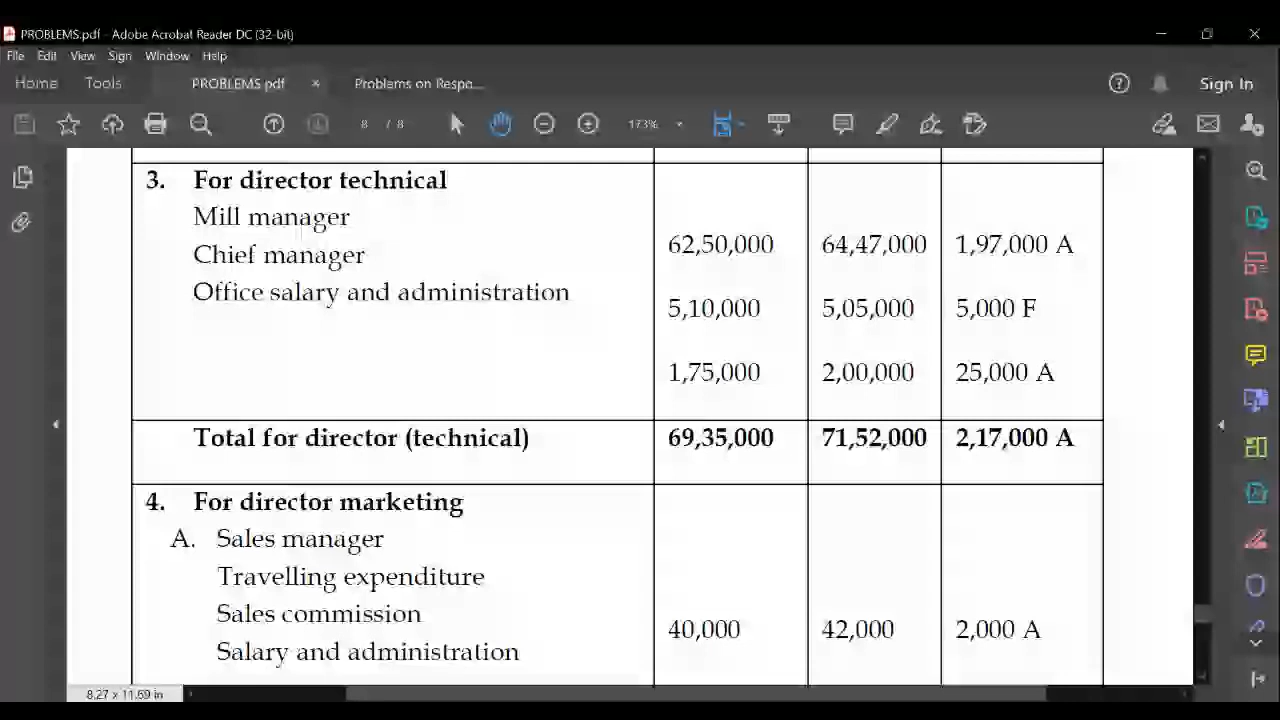 PROBLEMS.pdf - Adobe Acrobat Reader DC (32-bit)
File Edit View Sign Window Help
Home Tools PROBLEMS.pdf × Problems on Respo... Sign In
8 / 8 173%
3. For director technical
Mill manager
Chief manager 62,50,000 64,47,000 1,97,000 A
Office salary and administration 5,10,000 5,05,000 5,000 F
1,75,000 2,00,000 25,000 A
Total for director (technical) 69,35,000 71,52,000 2,17,000 A
4. For director marketing
A. Sales manager
Travelling expenditure
Sales commission 40,000 42,000 2,000 A
Salary and administration
8.27 x 11.69 in